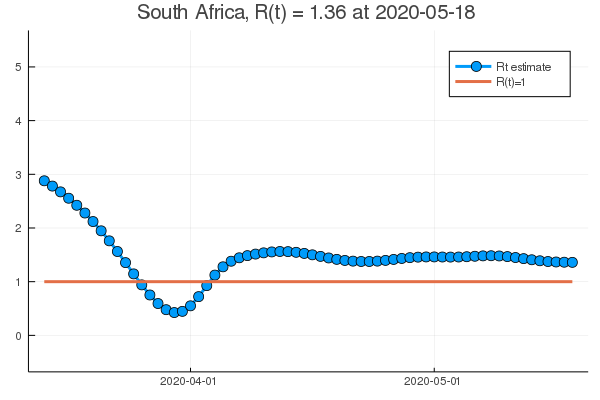 South Africa, R(t) = 1.36 at 2020-05-18
Rt estimate
R(t)=1
5
4
3
2
1
0
2020-04-01
2020-05-01